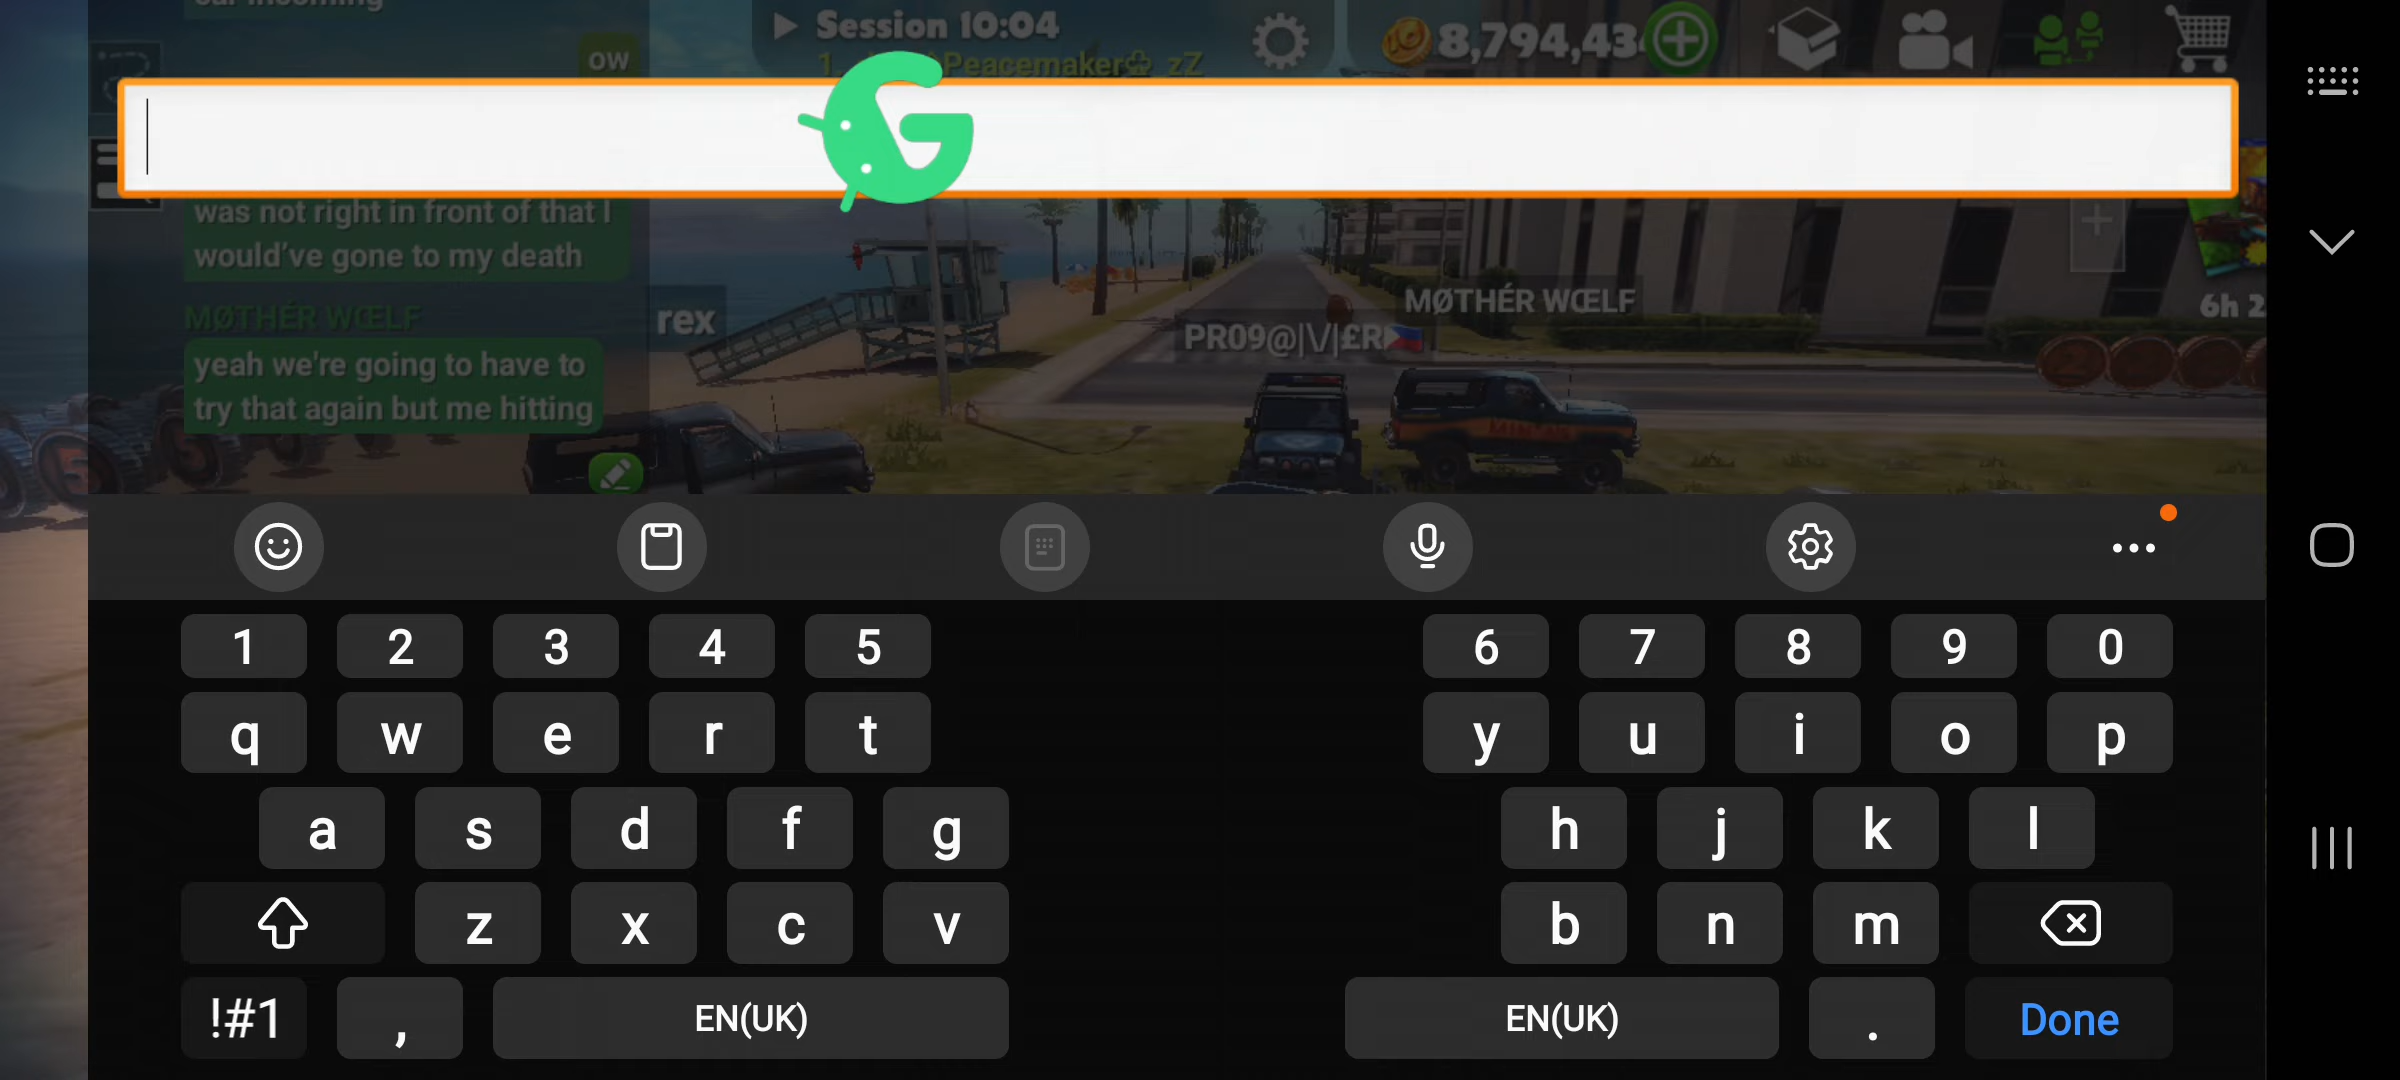 ow
Session 10:04
Peacemaker♧ zZ
8,794,43
was not right in front of that I
would've gone to my death
MØTHÉR WŒLF
yeah we're going to have to
try that again but me hitting
rex
PR09@|\/|£R
MØTHÉR WŒLF
6h 2
1 2 3 4 5 6 7 8 9 0
q w e r t y u i o p
a s d f g h j k l
z x c v b n m
!#1 , EN(UK) EN(UK) . Done